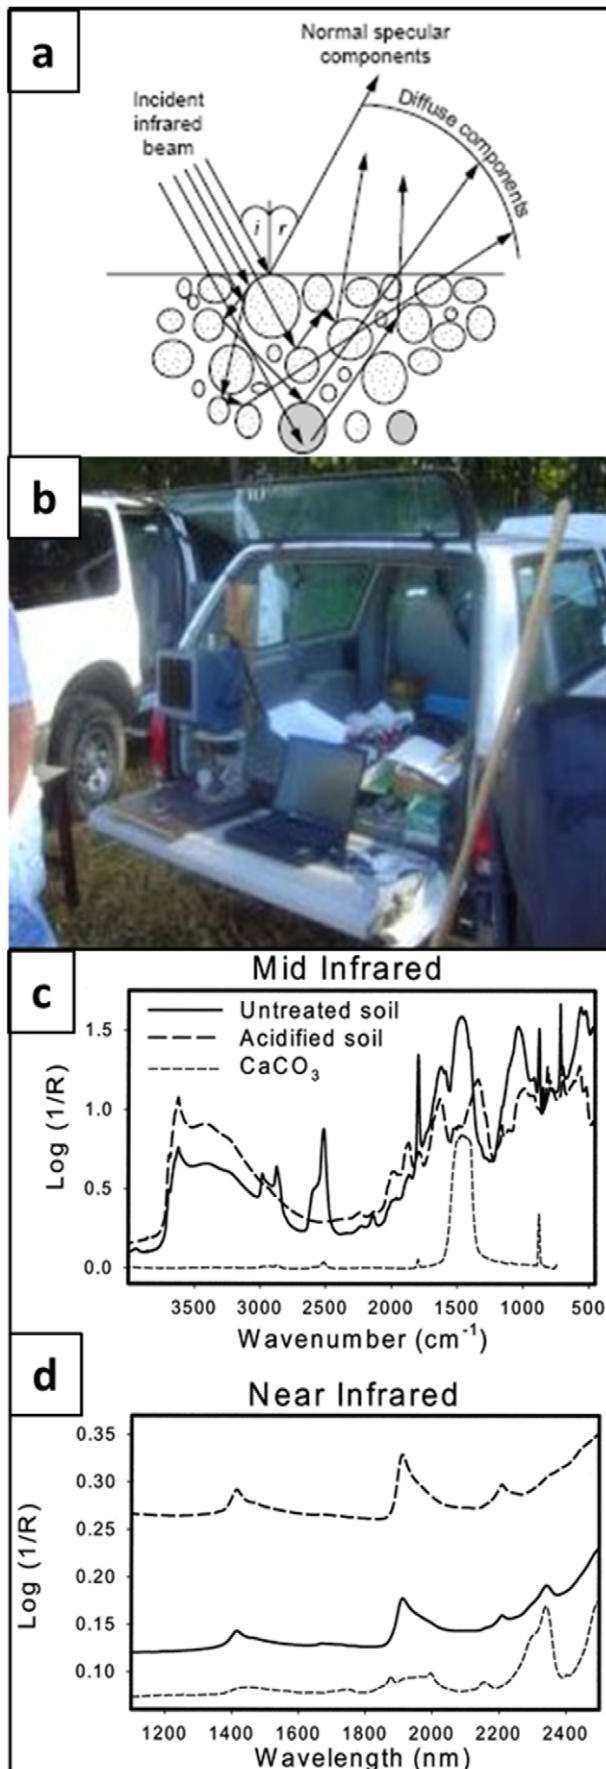 a
Normal specular
components
Incident
infrared
beam
Diffuse components
i r
b
c
Mid Infrared
Untreated soil
Acidified soil
CaCO₃
Log (1/R)
1.5
1.0
0.5
0.0
3500 3000 2500 2000 1500 1000 500
Wavenumber (cm⁻¹)
d
Near Infrared
Log (1/R)
0.35
0.30
0.25
0.20
0.15
0.10
1200 1400 1600 1800 2000 2200 2400
Wavelength (nm)